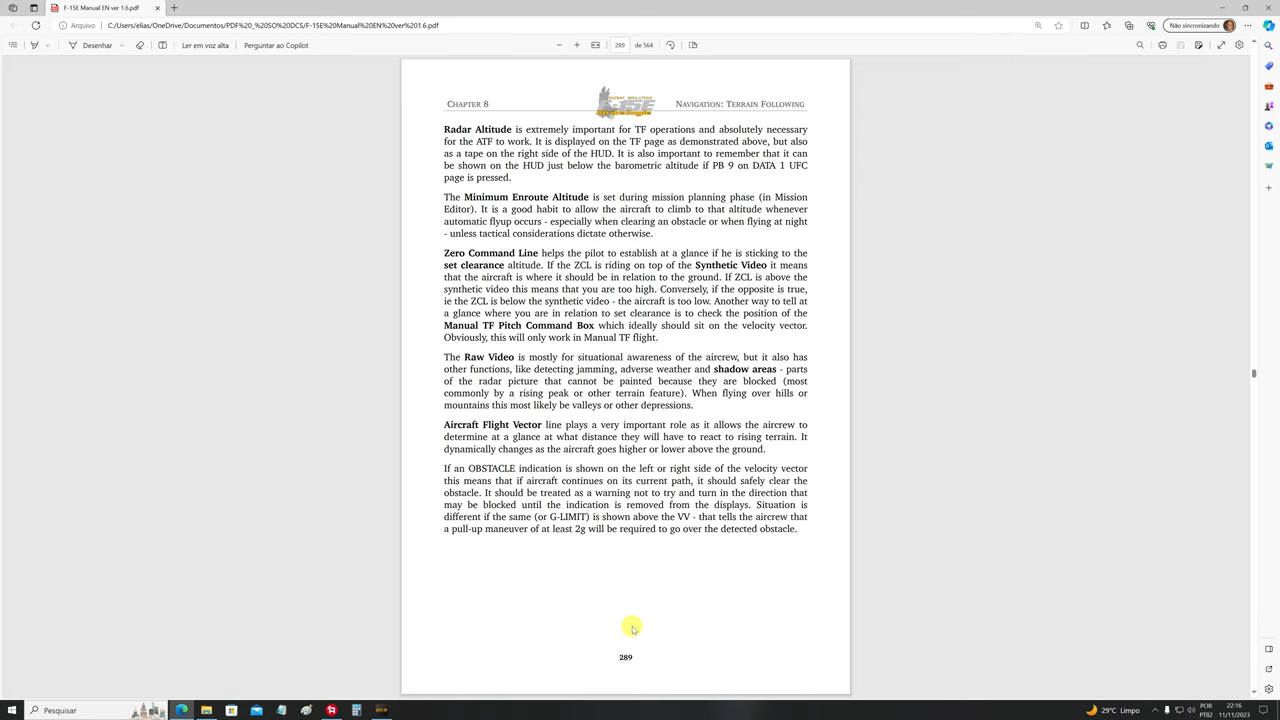 F-15E Manual EN ver 1.6.pdf
Arquivo
C:/Users/elias/OneDrive/Documentos/PDF%20_%20SO%20DCS/F-15E%20Manual%20EN%20ver%201.6.pdf
Não sincronizando
Desenhar
Ler em voz alta
Perguntar ao Copilot
289
de 564
CHAPTER 8
RAZBAM SIMULATIONS
F-15E
NAVIGATION: TERRAIN FOLLOWING
Radar Altitude is extremely important for TF operations and absolutely necessary
for the ATF to work. It is displayed on the TF page as demonstrated above, but also
as a tape on the right side of the HUD. It is also important to remember that it can
be shown on the HUD just below the barometric altitude if PB 9 on DATA 1 UFC
page is pressed.
The Minimum Enroute Altitude is set during mission planning phase (in Mission
Editor). It is a good habit to allow the aircraft to climb to that altitude whenever
automatic flyup occurs - especially when clearing an obstacle or when flying at night
- unless tactical considerations dictate otherwise.
Zero Command Line helps the pilot to establish at a glance if he is sticking to the
set clearance altitude. If the ZCL is riding on top of the Synthetic Video it means
that the aircraft is where it should be in relation to the ground. If ZCL is above the
synthetic video this means that you are too high. Conversely, if the opposite is true,
ie the ZCL is below the synthetic video - the aircraft is too low. Another way to tell at
a glance where you are in relation to set clearance is to check the position of the
Manual TF Pitch Command Box which ideally should sit on the velocity vector.
Obviously, this will only work in Manual TF flight.
The Raw Video is mostly for situational awareness of the aircrew, but it also has
other functions, like detecting jamming, adverse weather and shadow areas - parts
of the radar picture that cannot be painted because they are blocked (most
commonly by a rising peak or other terrain feature). When flying over hills or
mountains this most likely be valleys or other depressions.
Aircraft Flight Vector line plays a very important role as it allows the aircrew to
determine at a glance at what distance they will have to react to rising terrain. It
dynamically changes as the aircraft goes higher or lower above the ground.
If an OBSTACLE indication is shown on the left or right side of the velocity vector
this means that if aircraft continues on its current path, it should safely clear the
obstacle. It should be treated as a warning not to try and turn in the direction that
may be blocked until the indication is removed from the displays. Situation is
different if the same (or G-LIMIT) is shown above the VV - that tells the aircrew that
a pull-up maneuver of at least 2g will be required to go over the detected obstacle.
289
Pesquisar
29°C Limpo
POR
PTB2
22:16
11/11/2023